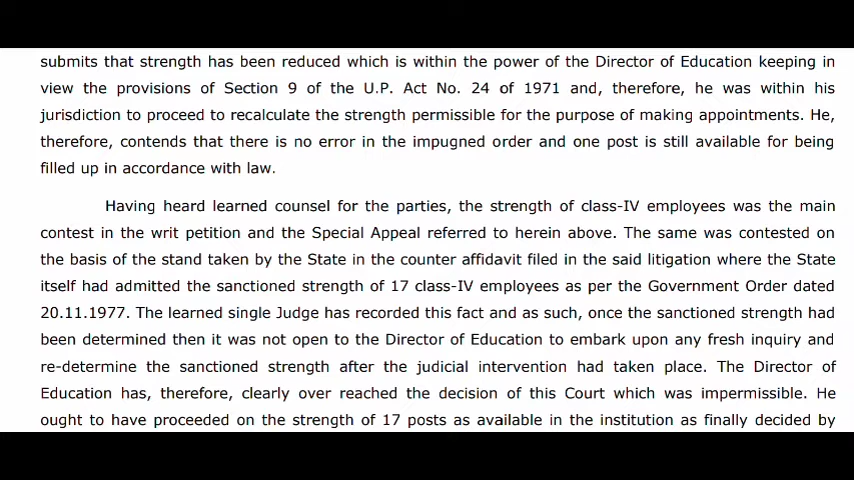 submits that strength has been reduced which is within the power of the Director of Education keeping in
view the provisions of Section 9 of the U.P. Act No. 24 of 1971 and, therefore, he was within his
jurisdiction to proceed to recalculate the strength permissible for the purpose of making appointments. He,
therefore, contends that there is no error in the impugned order and one post is still available for being
filled up in accordance with law.
Having heard learned counsel for the parties, the strength of class-IV employees was the main
contest in the writ petition and the Special Appeal referred to herein above. The same was contested on
the basis of the stand taken by the State in the counter affidavit filed in the said litigation where the State
itself had admitted the sanctioned strength of 17 class-IV employees as per the Government Order dated
20.11.1977. The learned single Judge has recorded this fact and as such, once the sanctioned strength had
been determined then it was not open to the Director of Education to embark upon any fresh inquiry and
re-determine the sanctioned strength after the judicial intervention had taken place. The Director of
Education has, therefore, clearly over reached the decision of this Court which was impermissible. He
ought to have proceeded on the strength of 17 posts as available in the institution as finally decided by